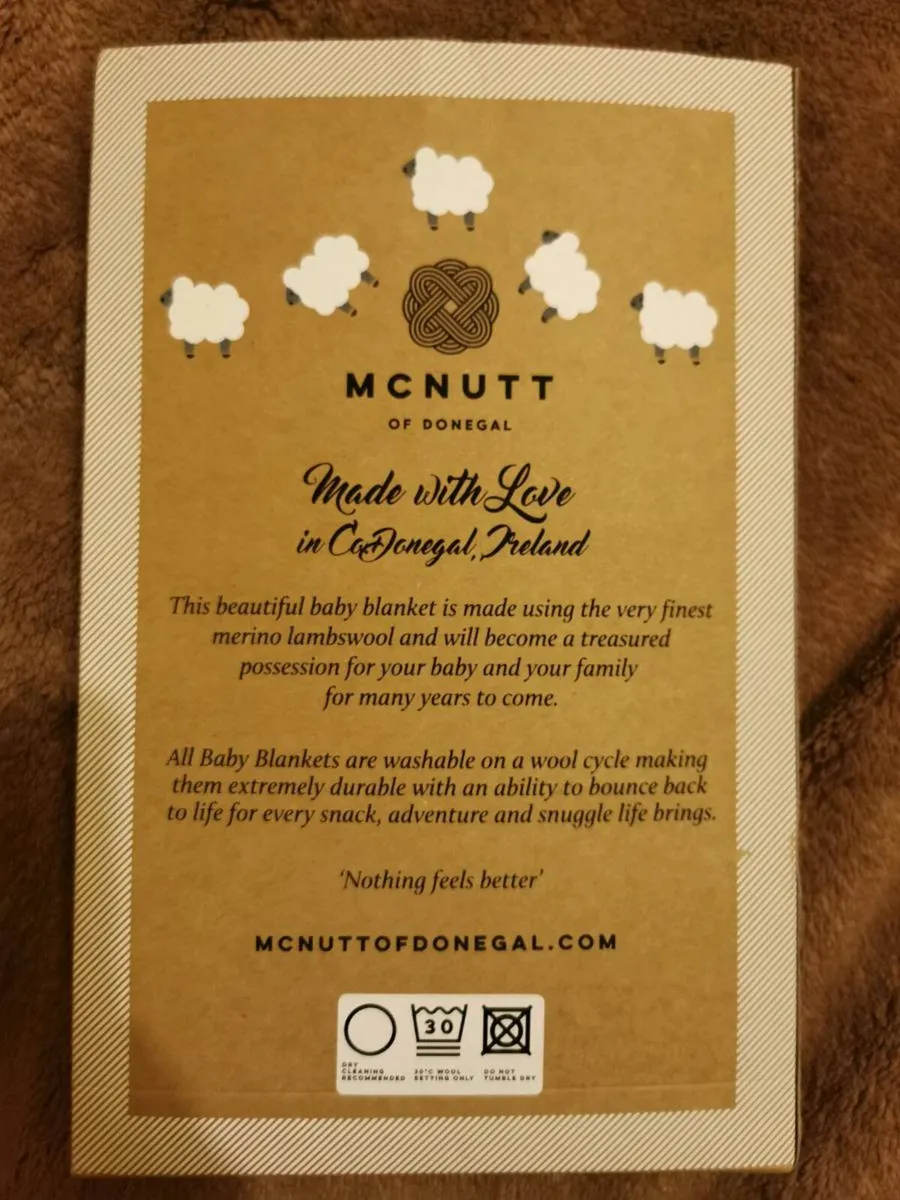 MCNUTT
OF DONEGAL
Made with Love
in Co.Donegal, Ireland
This beautiful baby blanket is made using the very finest
merino lambswool and will become a treasured
possession for your baby and your family
for many years to come.
All Baby Blankets are washable on a wool cycle making
them extremely durable with an ability to bounce back
to life for every snack, adventure and snuggle life brings.
‘Nothing feels better’
MCNUTTOFDONEGAL.COM
30
DRY
CLEANING
RECOMMENDED
30°C WOOL
SETTING ONLY
DO NOT
TUMBLE DRY